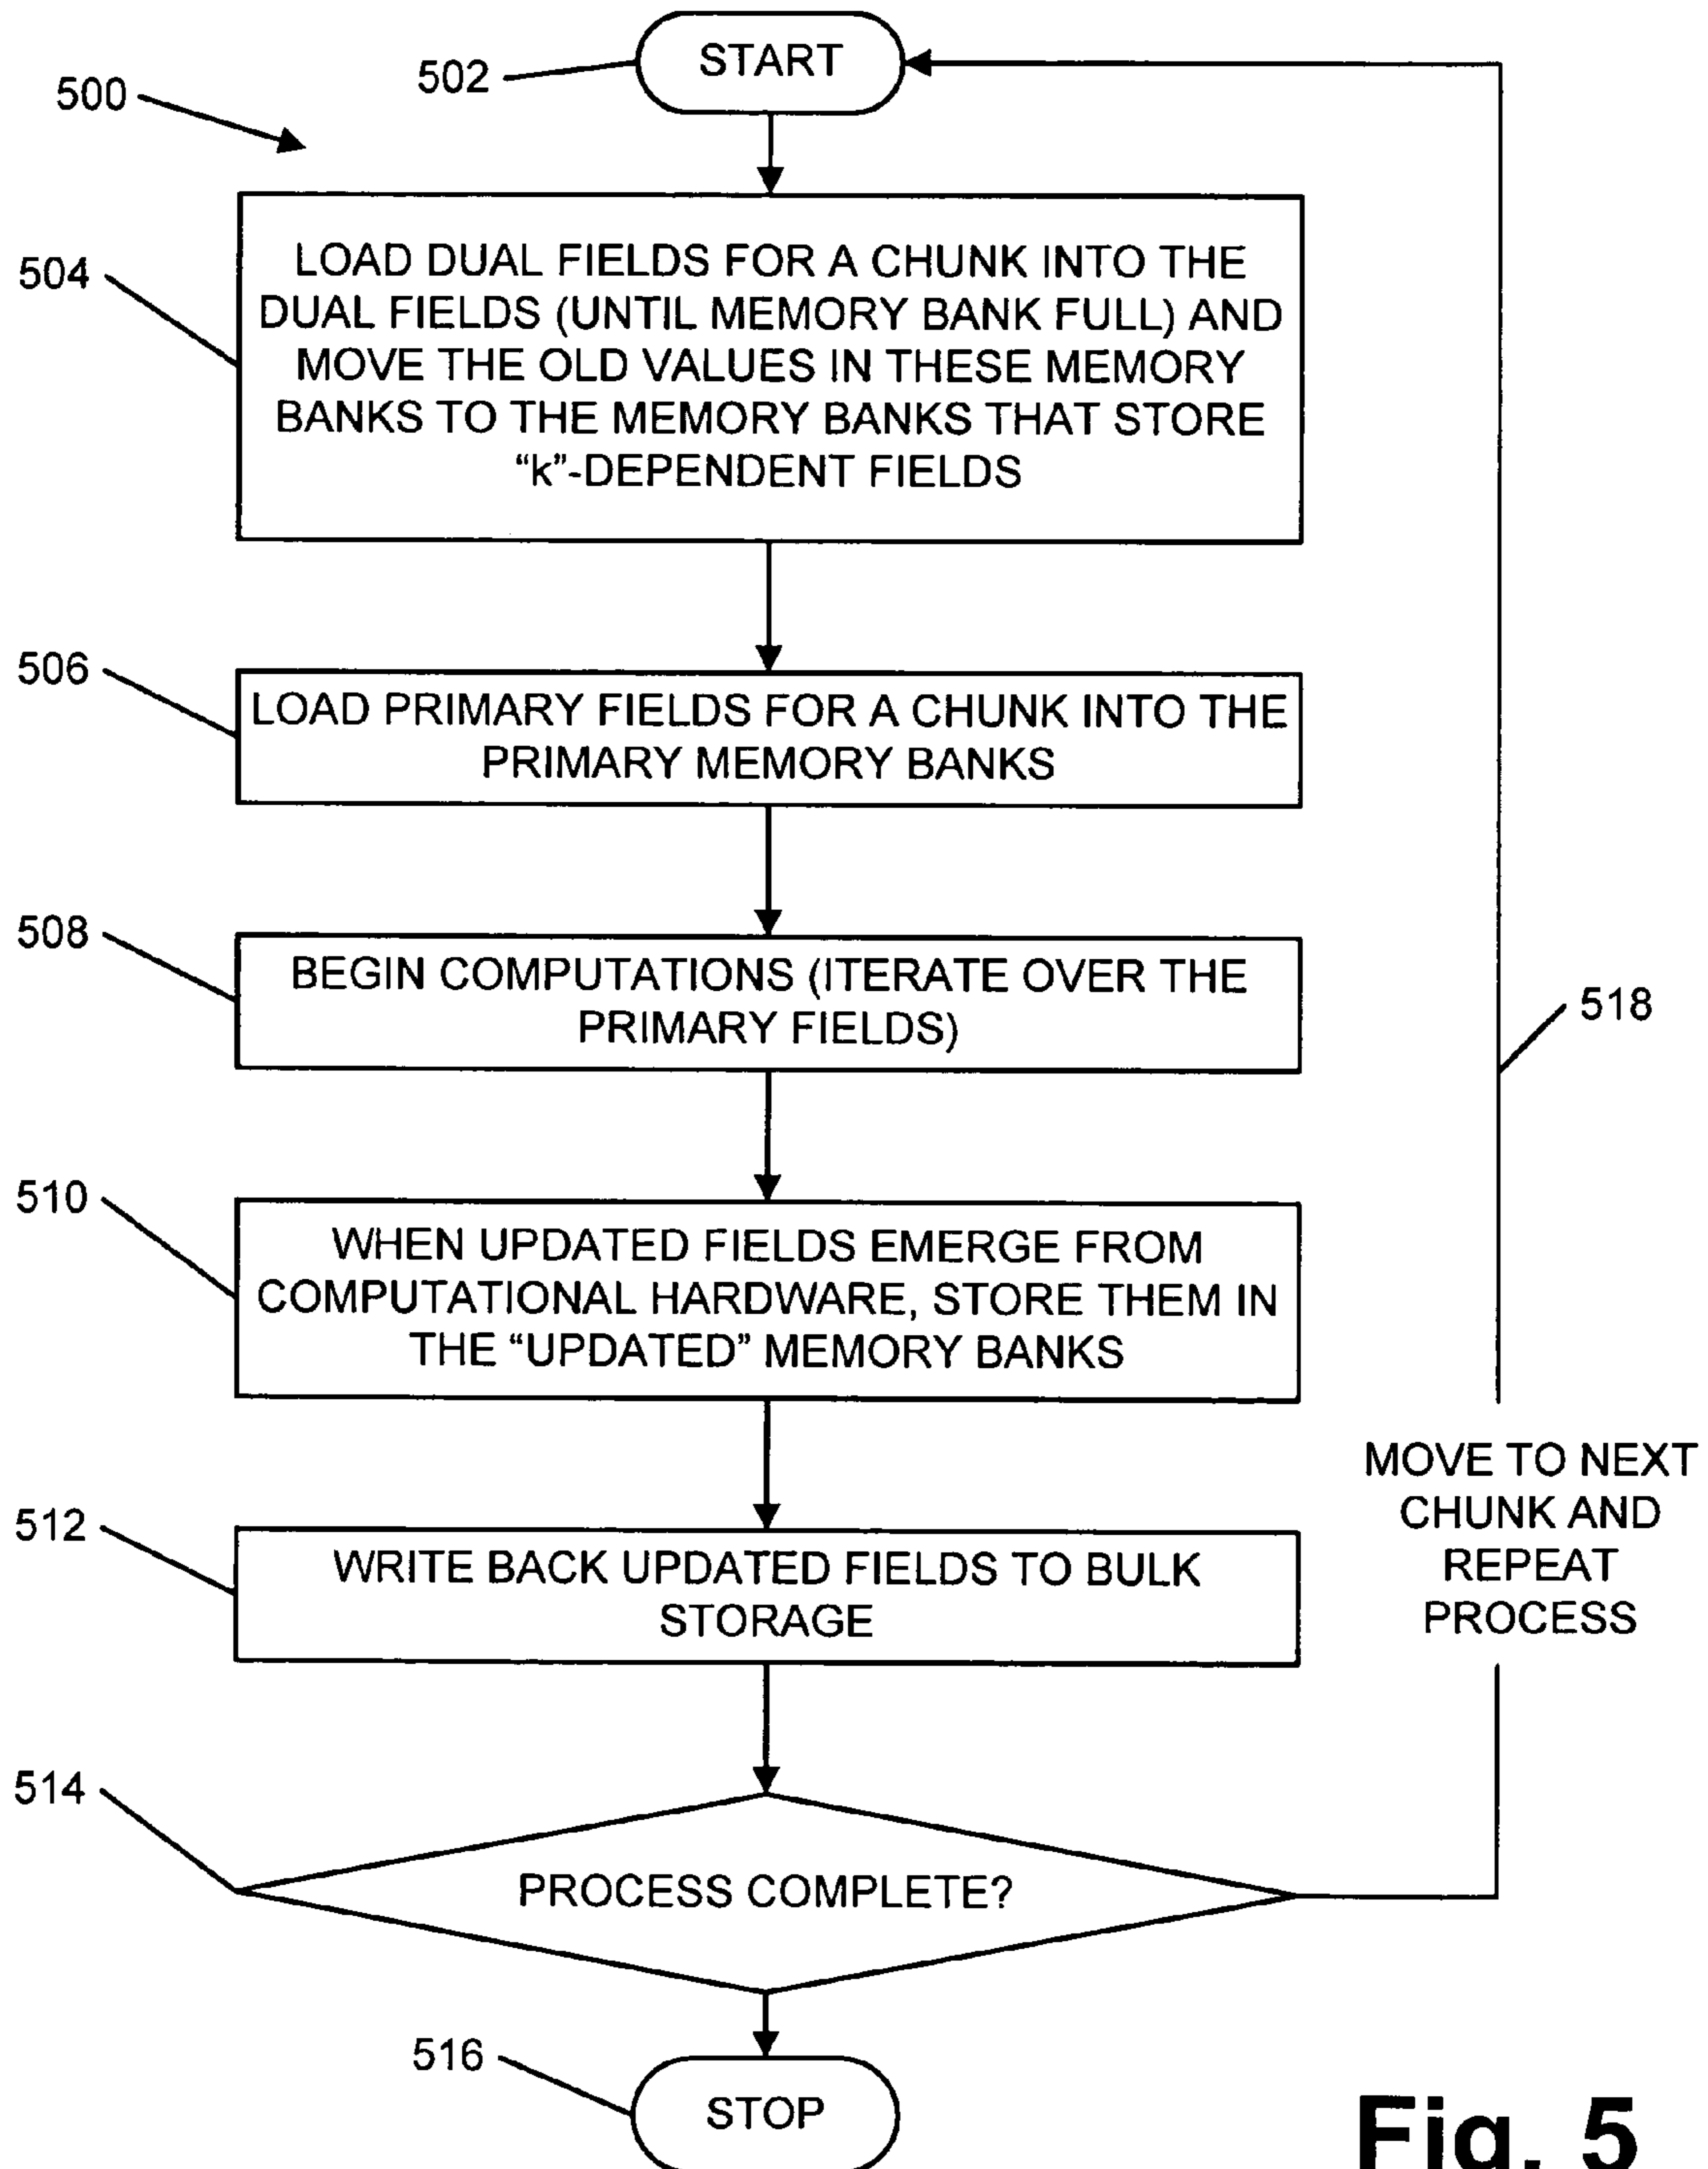 502
START
500
504
LOAD DUAL FIELDS FOR A CHUNK INTO THE
DUAL FIELDS (UNTIL MEMORY BANK FULL) AND
MOVE THE OLD VALUES IN THESE MEMORY
BANKS TO THE MEMORY BANKS THAT STORE
“k”-DEPENDENT FIELDS
506
LOAD PRIMARY FIELDS FOR A CHUNK INTO THE
PRIMARY MEMORY BANKS
508
BEGIN COMPUTATIONS (ITERATE OVER THE
PRIMARY FIELDS)
518
510
WHEN UPDATED FIELDS EMERGE FROM
COMPUTATIONAL HARDWARE, STORE THEM IN
THE “UPDATED” MEMORY BANKS
MOVE TO NEXT
CHUNK AND
REPEAT
PROCESS
512
WRITE BACK UPDATED FIELDS TO BULK
STORAGE
514
PROCESS COMPLETE?
516
STOP
Fig. 5